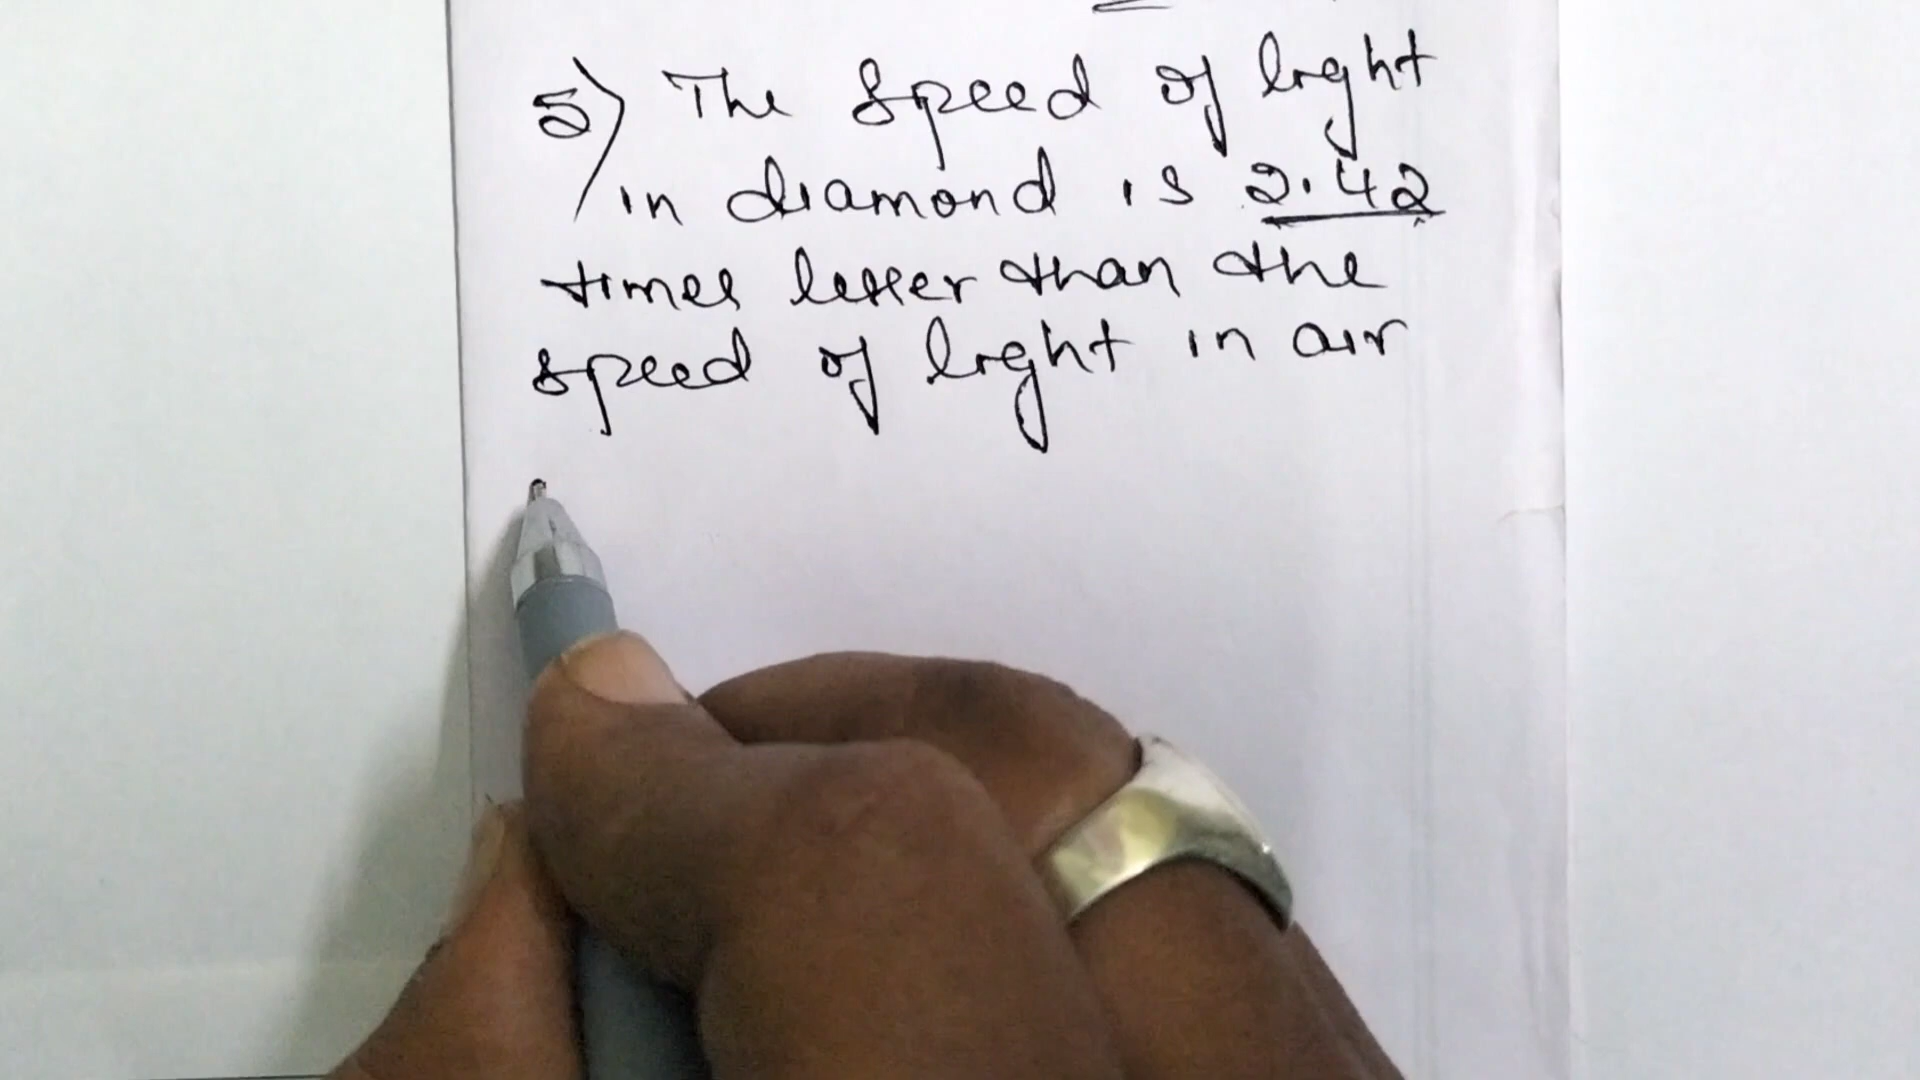 5) The speed of light
in diamond is 2.42
times lesser than the
speed of light in air